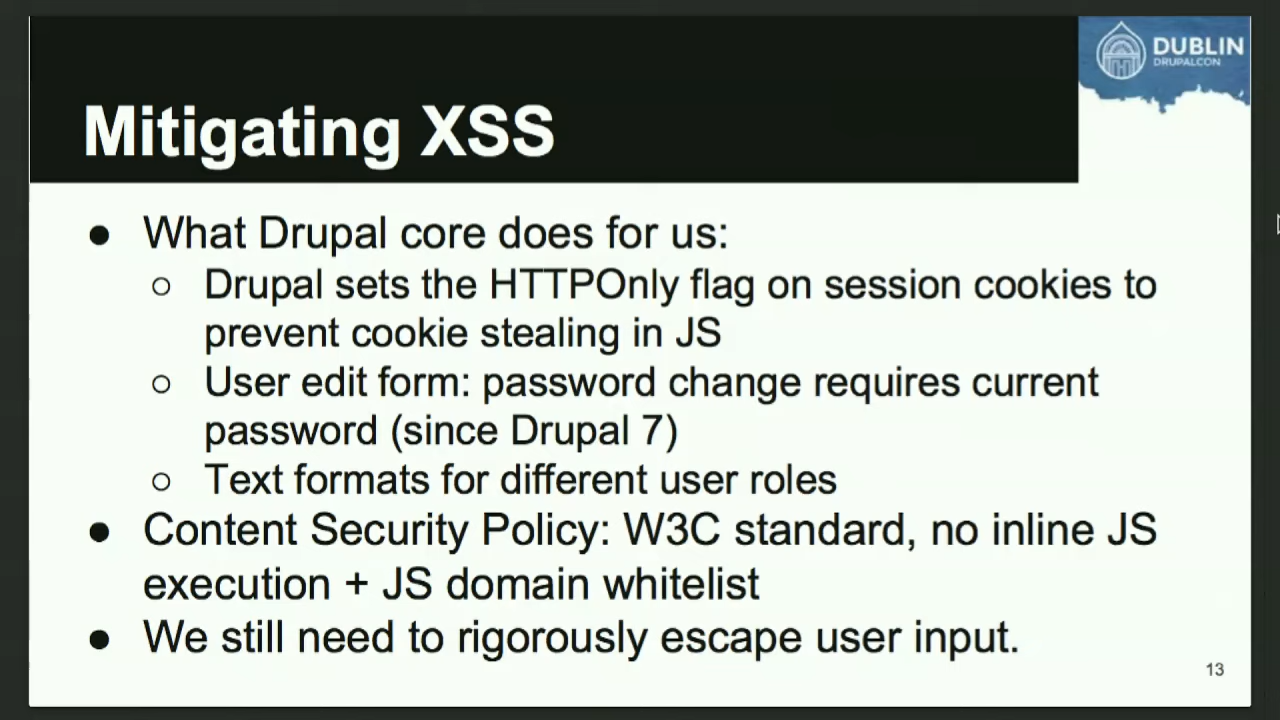 DUBLIN
DRUPALCON
Mitigating XSS
● What Drupal core does for us:
○ Drupal sets the HTTPOnly flag on session cookies to
prevent cookie stealing in JS
○ User edit form: password change requires current
password (since Drupal 7)
○ Text formats for different user roles
● Content Security Policy: W3C standard, no inline JS
execution + JS domain whitelist
● We still need to rigorously escape user input.
13